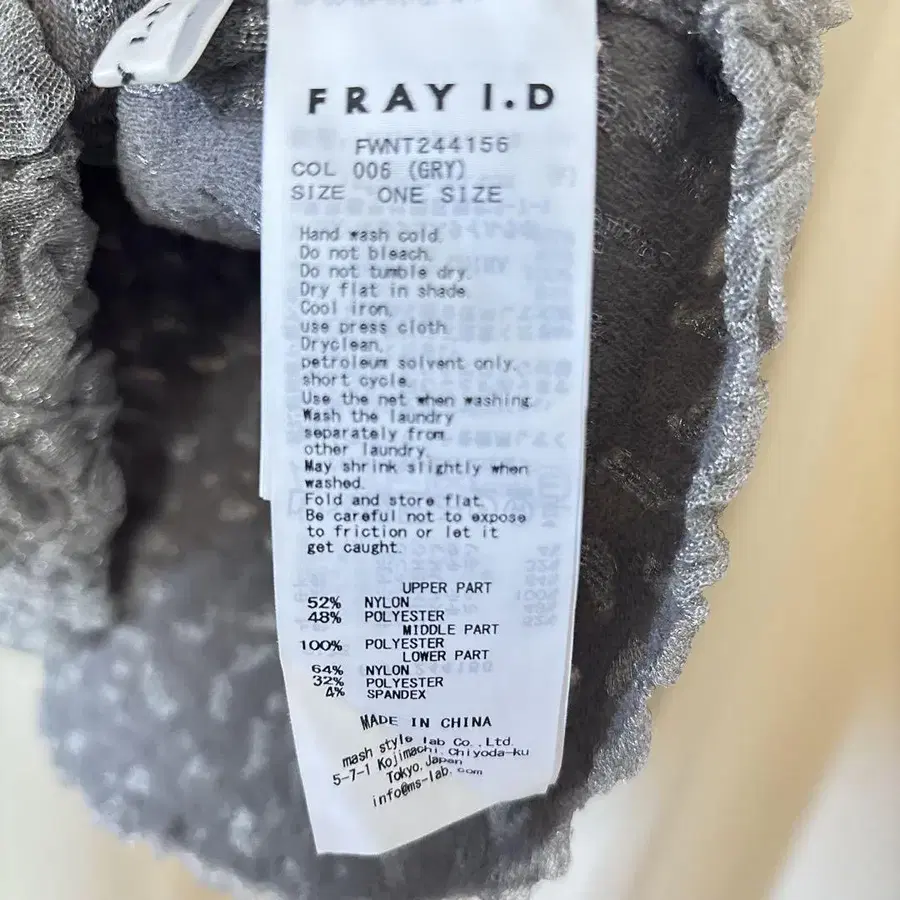 FRAY I.D
FWNT244156
COL 006 (GRY)
SIZE ONE SIZE
Hand wash cold.
Do not bleach.
Do not tumble dry.
Dry flat in shade.
Cool iron.
use press cloth.
Dryclean,
petroleum solvent only.
short cycle.
Use the net when washing.
Wash the laundry
separately from
other laundry.
May shrink slightly when
washed.
Fold and store flat.
Be careful not to expose
to friction or let it
get caught.
UPPER PART
52% NYLON
48% POLYESTER
MIDDLE PART
100% POLYESTER
LOWER PART
64% NYLON
32% POLYESTER
4% SPANDEX
MADE IN CHINA
mash style lab Co.,Ltd.
5-7-1 Kojimachi,Chiyoda-ku
Tokyo,Japan
info@ms-lab.com